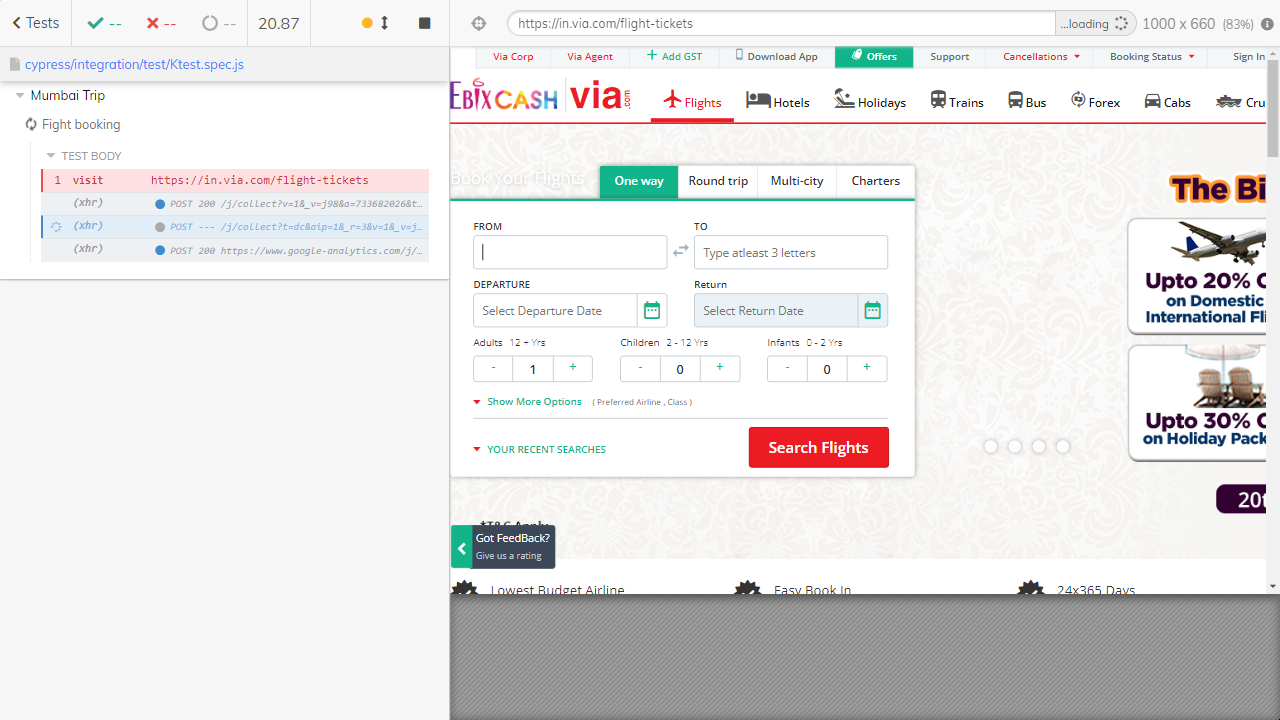 Tests
--
--
--
20.87
https://in.via.com/flight-tickets
...loading
1000 x 660 (83%)
cypress/integration/test/Ktest.spec.js
Mumbai Trip
Fight booking
TEST BODY
1 visit https://in.via.com/flight-tickets
(xhr) POST 200 /j/collect?v=1&_v=j98&a=733682026&t…
(xhr) POST --- /j/collect?t=dc&aip=1&_r=3&v=1&_v=j…
(xhr) POST 200 https://www.google-analytics.com/j/…
Via Corp
Via Agent
Add GST
Download App
Offers
Support
Cancellations
Booking Status
Sign In
EBIXCASH
via.com
Flights
Hotels
Holidays
Trains
Bus
Forex
Cabs
Cru
Book Your Flights
One way
Round trip
Multi-city
Charters
FROM
TO
Type atleast 3 letters
DEPARTURE
Return
Select Departure Date
Select Return Date
Adults 12 + Yrs
Children 2 - 12 Yrs
Infants 0 - 2 Yrs
- 1 +
- 0 +
- 0 +
Show More Options ( Preferred Airline , Class )
YOUR RECENT SEARCHES
Search Flights
The Bi
Upto 20% O
on Domestic
International Fli
Upto 30% O
on Holiday Pack
20t
*T&C Apply
Got FeedBack?
Give us a rating
Lowest Budget Airline
Easy Book In
24x365 Days